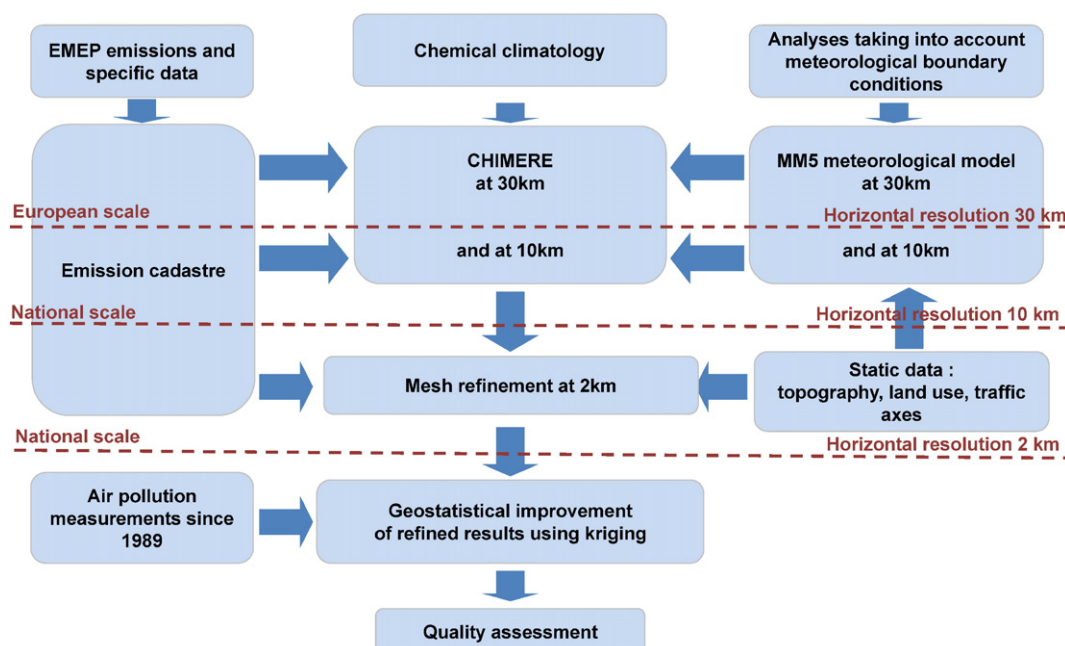 EMEP emissions and
specific data
Chemical climatology
Analyses taking into account
meteorological boundary
conditions
CHIMERE
at 30km
MM5 meteorological model
at 30km
European scale
Horizontal resolution 30 km
Emission cadastre
and at 10km
and at 10km
National scale
Horizontal resolution 10 km
Mesh refinement at 2km
Static data :
topography, land use, traffic
axes
National scale
Horizontal resolution 2 km
Air pollution
measurements since
1989
Geostatistical improvement
of refined results using kriging
Quality assessment